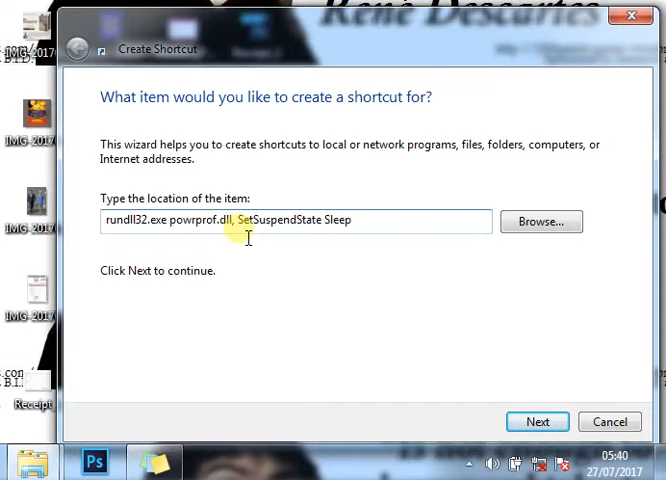 René Descartes
Create Shortcut
IMG-2017
What item would you like to create a shortcut for?
IMG-2017
This wizard helps you to create shortcuts to local or network programs, files, folders, computers, or
Internet addresses.
Type the location of the item:
IMG-2017
rundll32.exe powrprof.dll, SetSuspendState Sleep
Browse...
Click Next to continue.
IMG-2017
Receipt_
Next
Cancel
Ps
05:40
27/07/2017